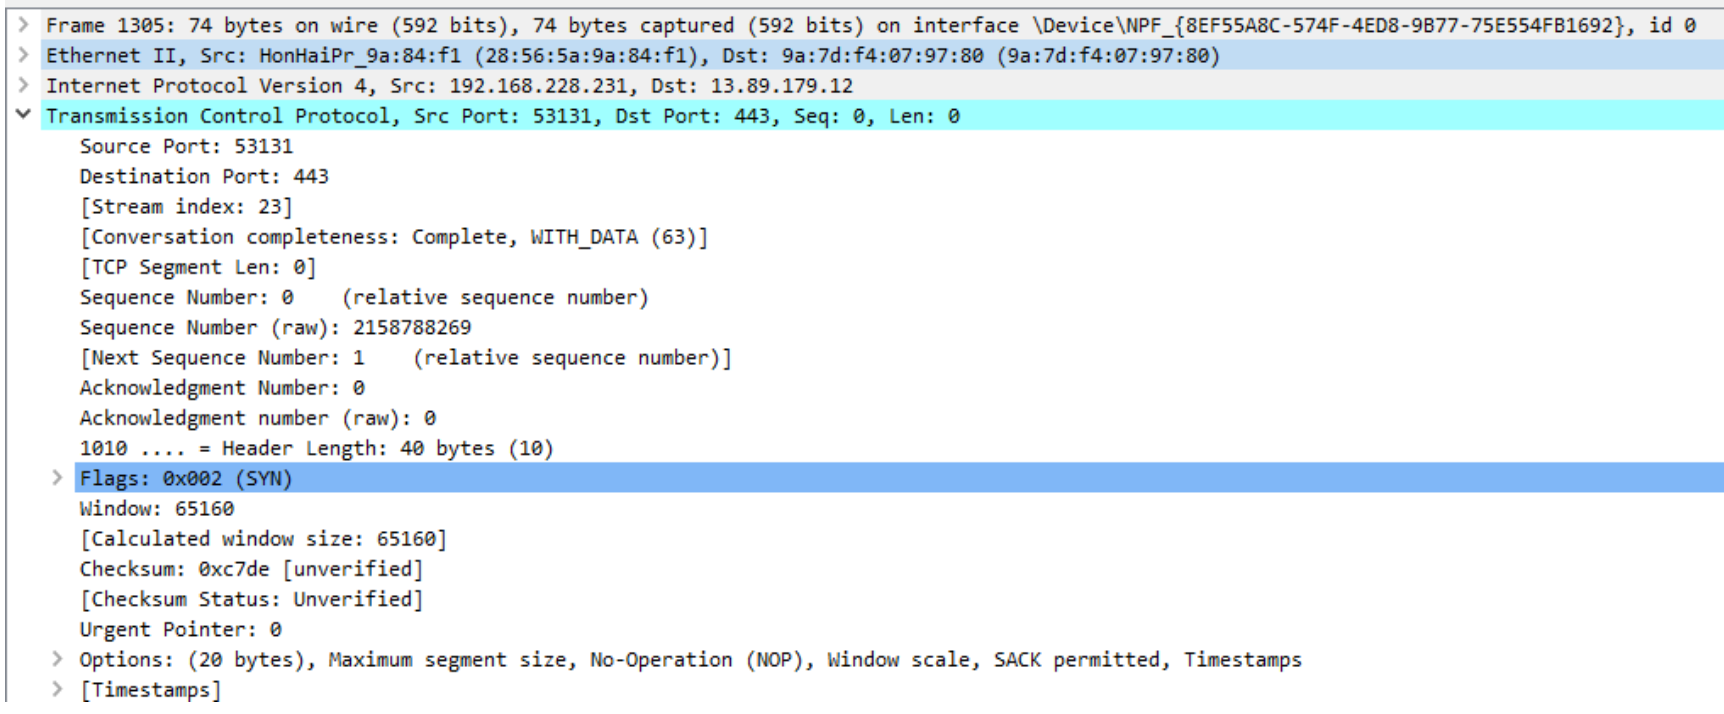 Frame 1305: 74 bytes on wire (592 bits), 74 bytes captured (592 bits) on interface \Device\NPF_{8EF55A8C-574F-4ED8-9B77-75E554FB1692}, id 0
Ethernet II, Src: HonHaiPr_9a:84:f1 (28:56:5a:9a:84:f1), Dst: 9a:7d:f4:07:97:80 (9a:7d:f4:07:97:80)
Internet Protocol Version 4, Src: 192.168.228.231, Dst: 13.89.179.12
Transmission Control Protocol, Src Port: 53131, Dst Port: 443, Seq: 0, Len: 0
Source Port: 53131
Destination Port: 443
[Stream index: 23]
[Conversation completeness: Complete, WITH_DATA (63)]
[TCP Segment Len: 0]
Sequence Number: 0    (relative sequence number)
Sequence Number (raw): 2158788269
[Next Sequence Number: 1    (relative sequence number)]
Acknowledgment Number: 0
Acknowledgment number (raw): 0
1010 .... = Header Length: 40 bytes (10)
Flags: 0x002 (SYN)
Window: 65160
[Calculated window size: 65160]
Checksum: 0xc7de [unverified]
[Checksum Status: Unverified]
Urgent Pointer: 0
Options: (20 bytes), Maximum segment size, No-Operation (NOP), Window scale, SACK permitted, Timestamps
[Timestamps]